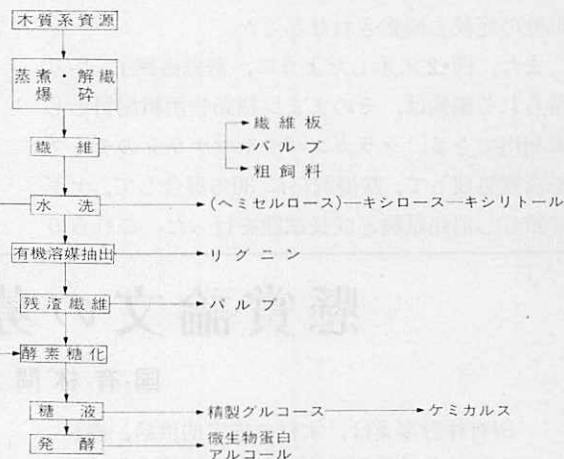 木質系資源
蒸煮・解繊
爆砕
繊維
繊維板
パルプ
粗飼料
水洗
(ヘミセルロース)―キシロース―キシリトール
有機溶媒抽出
リグニン
残渣繊維
パルプ
酵素糖化
糖液
精製グルコース
ケミカルス
発酵
微生物蛋白
アルコール